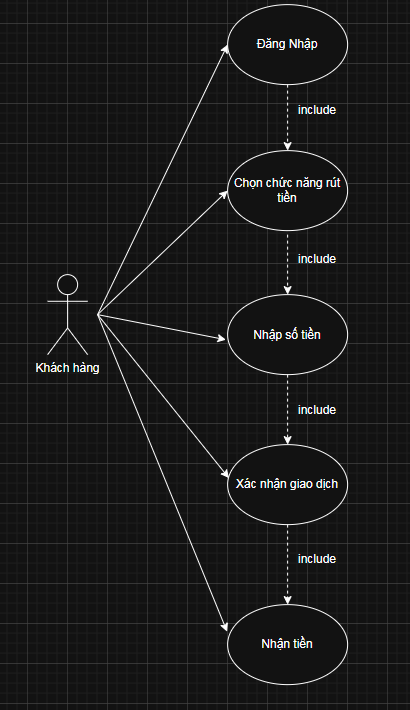 Đăng Nhập
include
Chọn chức năng rút
tiền
include
Nhập số tiền
Khách hàng
include
Xác nhận giao dịch
include
Nhận tiền